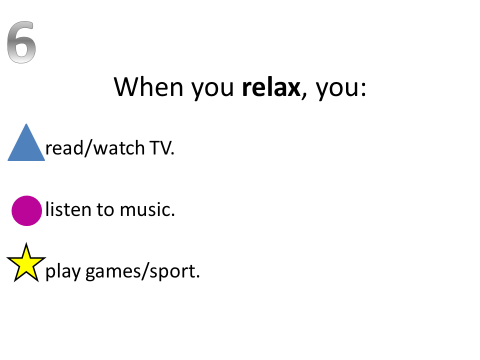 6
When you relax, you:
read/watch TV.
listen to music.
play games/sport.